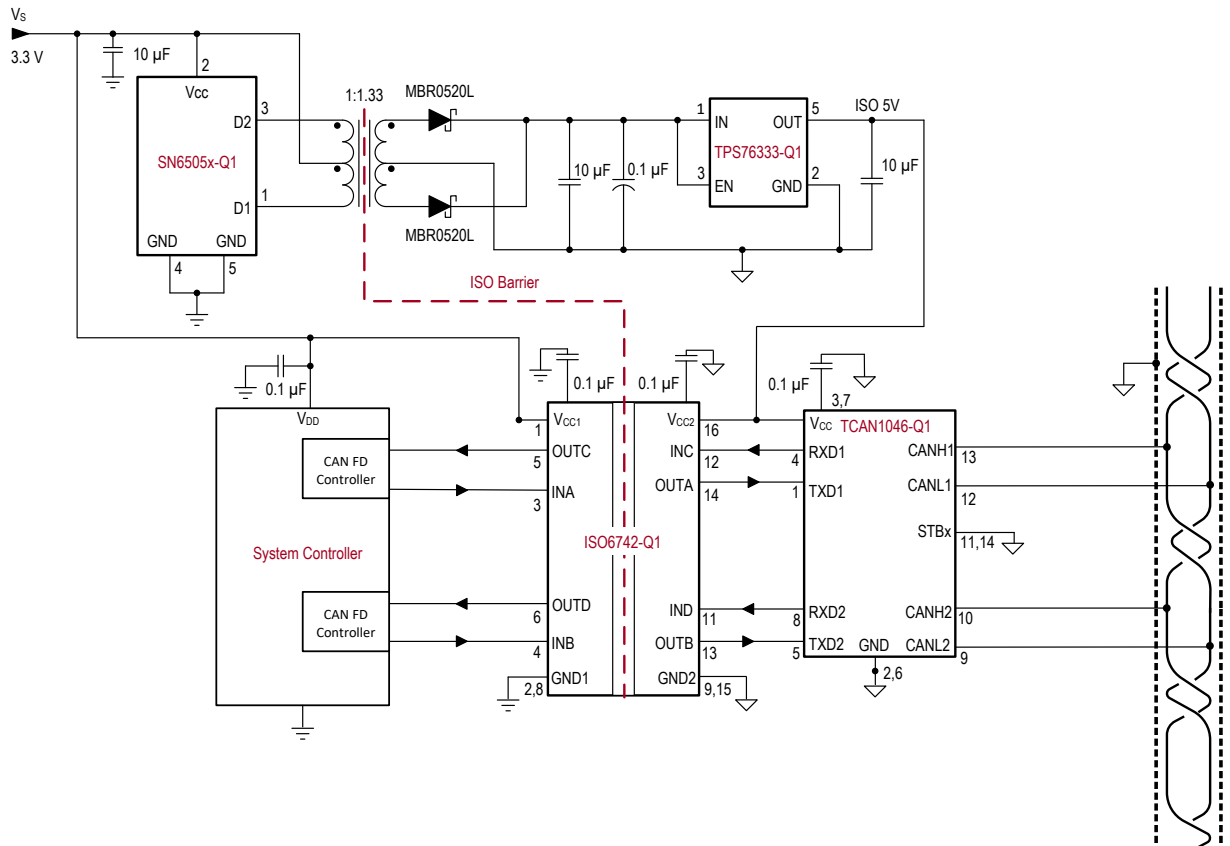 VS
3.3 V
10 µF
2
Vcc
3
D2
SN6505x-Q1
1
D1
GND
GND
4
5
1:1.33
MBR0520L
MBR0520L
10 µF
0.1 µF
1
IN
OUT
5
TPS76333-Q1
3
EN
GND
2
ISO 5V
10 µF
ISO Barrier
0.1 µF
VDD
CAN FD
Controller
System Controller
CAN FD
Controller
0.1 µF
0.1 µF
VCC1
1
OUTC
5
INA
3
ISO6742-Q1
OUTD
6
INB
4
GND1
2,8
VCC2
16
INC
12
OUTA
14
IND
11
OUTB
13
GND2
9,15
0.1 µF
3,7
VCC
TCAN1046-Q1
RXD1
4
TXD1
1
RXD2
8
TXD2
5
GND
2,6
CANH1
13
CANL1
12
STBx
11,14
CANH2
10
CANL2
9